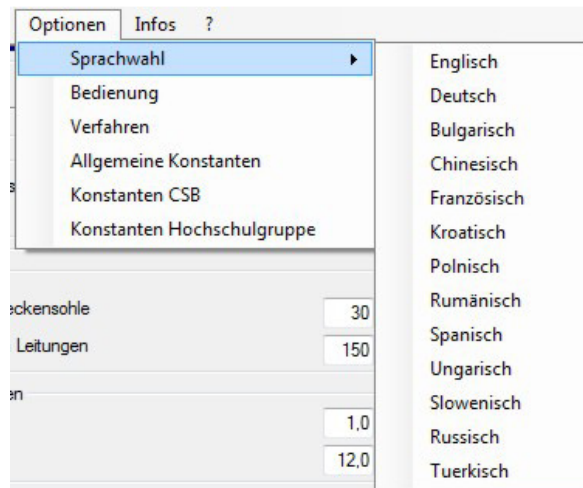 Optionen Infos ?
Sprachwahl
Bedienung
Verfahren
Allgemeine Konstanten
Konstanten CSB
Konstanten Hochschulgruppe
Englisch
Deutsch
Bulgarisch
Chinesisch
Französisch
Kroatisch
Polnisch
Rumänisch
Spanisch
Ungarisch
Slowenisch
Russisch
Tuerkisch
eckensohle 30
Leitungen 150
en
1,0
12,0